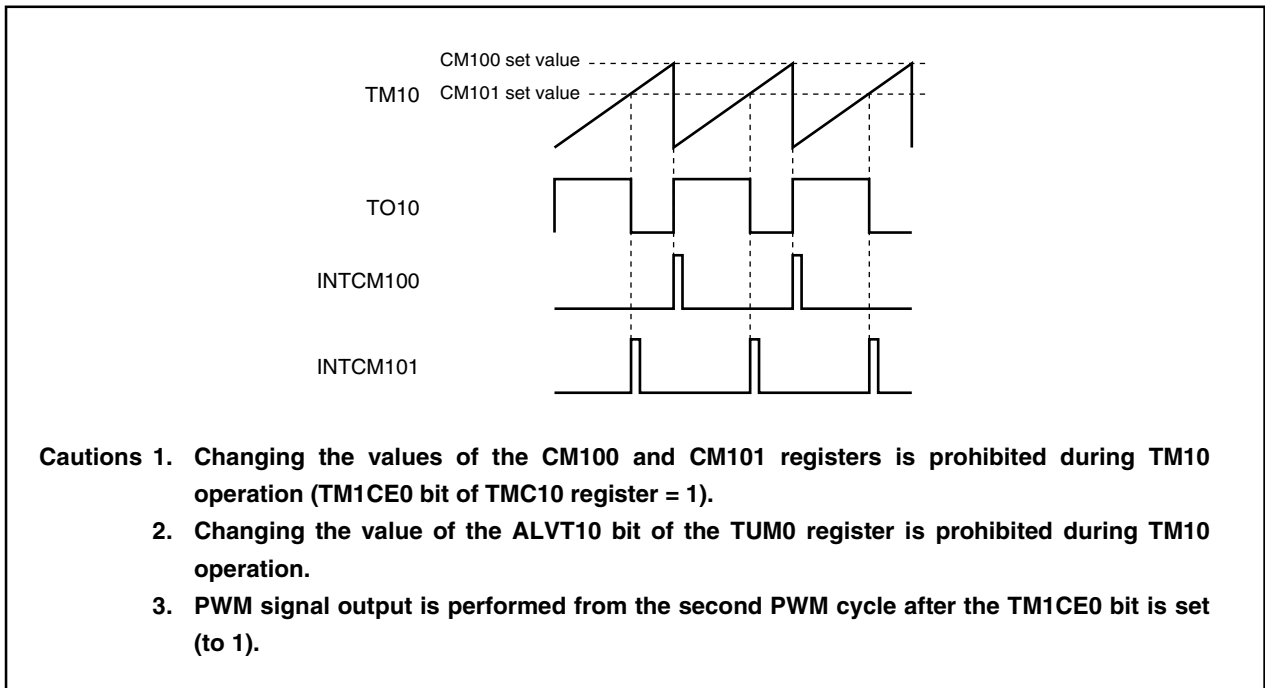 CM100 set value
TM10 CM101 set value
TO10
INTCM100
INTCM101
Cautions 1. Changing the values of the CM100 and CM101 registers is prohibited during TM10
operation (TM1CE0 bit of TMC10 register = 1).
2. Changing the value of the ALVT10 bit of the TUM0 register is prohibited during TM10
operation.
3. PWM signal output is performed from the second PWM cycle after the TM1CE0 bit is set
(to 1).